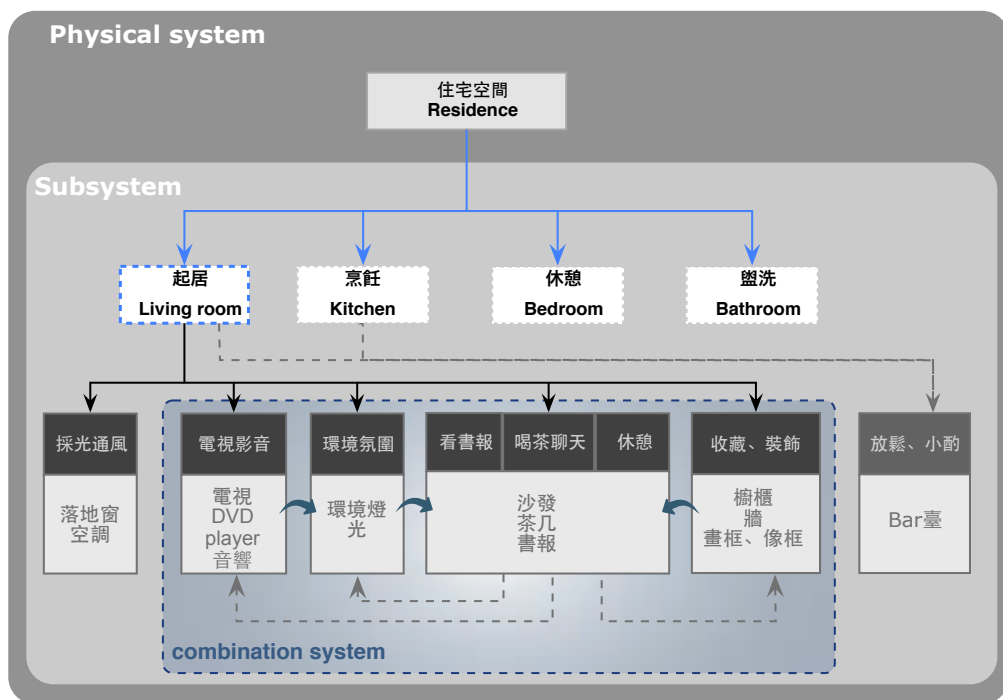 Physical system
住宅空間
Residence
Subsystem
起居
Living room
烹飪
Kitchen
休憩
Bedroom
盥洗
Bathroom
採光通風
落地窗
空調
電視影音
電視
DVD
player
音響
環境氛圍
環境燈
光
看書報
喝茶聊天
休憩
沙發
茶几
書報
收藏、裝飾
櫥櫃
牆
畫框、像框
放鬆、小酌
Bar臺
combination system